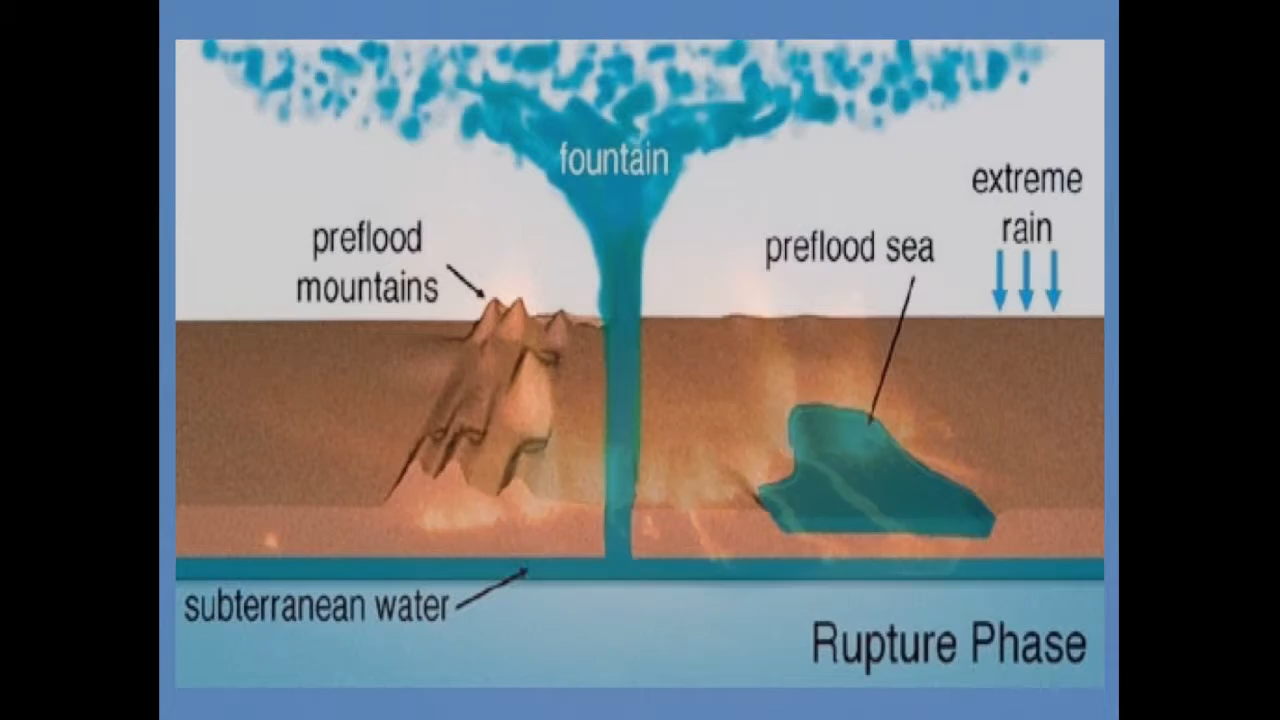 fountain
extreme
rain
preflood
mountains
preflood sea
subterranean water
Rupture Phase